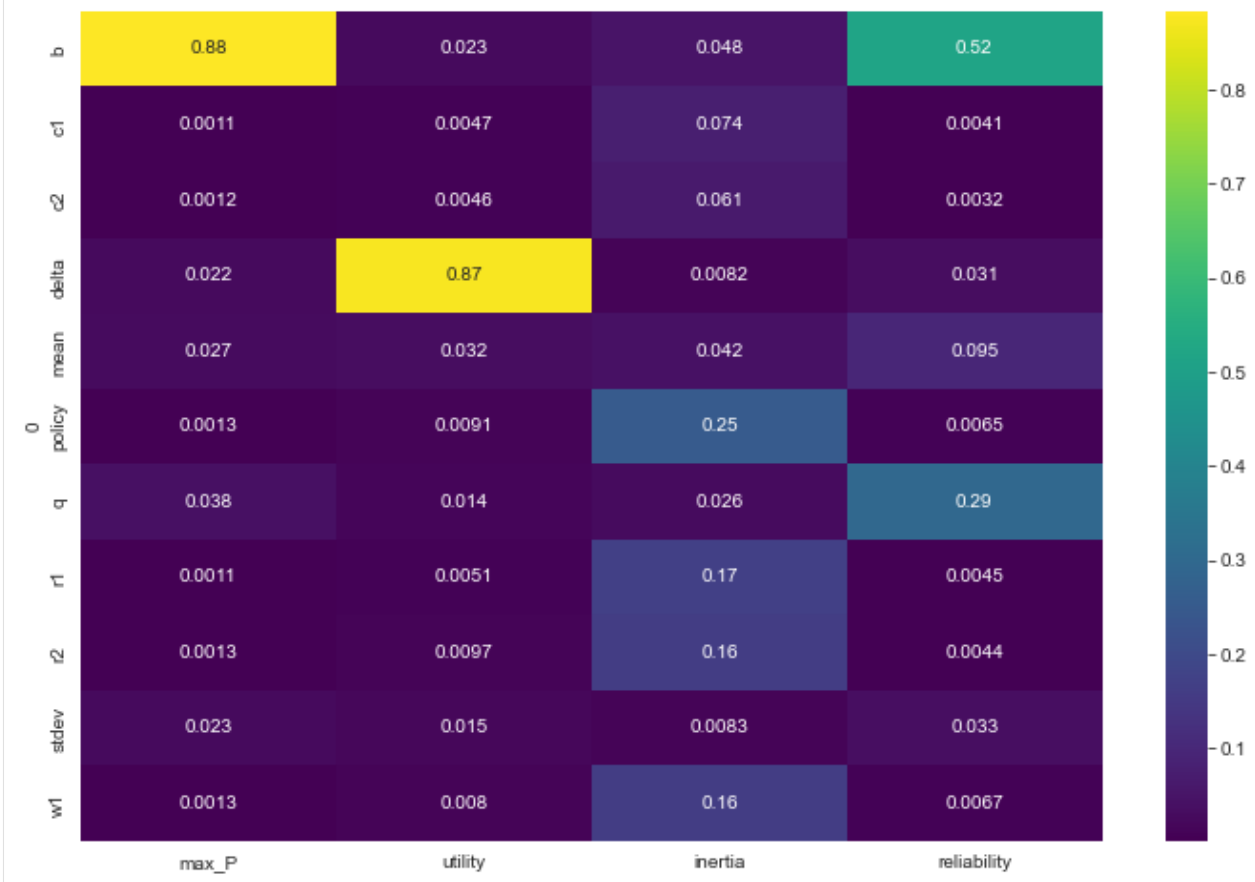 b 0.88 0.023 0.048 0.52
c1 0.0011 0.0047 0.074 0.0041
c2 0.0012 0.0046 0.061 0.0032
delta 0.022 0.87 0.0082 0.031
mean 0.027 0.032 0.042 0.095
0
policy 0.0013 0.0091 0.25 0.0065
q 0.038 0.014 0.026 0.29
r1 0.0011 0.0051 0.17 0.0045
r2 0.0013 0.0097 0.16 0.0044
stdev 0.023 0.015 0.0083 0.033
w1 0.0013 0.008 0.16 0.0067
max_P utility inertia reliability
0.8
0.7
0.6
0.5
0.4
0.3
0.2
0.1